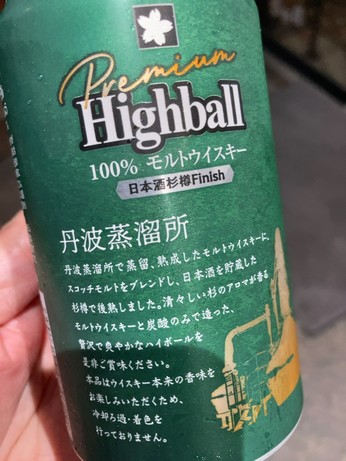 Premium
Highball
100% モルトウイスキー
日本酒杉樽Finish
丹波蒸溜所
丹波蒸溜所で蒸留、熟成したモルトウイスキーに、
スコッチモルトをブレンドし、日本酒を貯蔵した
杉樽で後熟しました。清々しい杉のアロマが香る
モルトウイスキーと炭酸のみで造った、
贅沢で爽やかなハイボールを
是非ご賞味ください。
本品はウイスキー本来の香味を
お楽しみいただくため、
冷却ろ過・着色を
行っておりません。